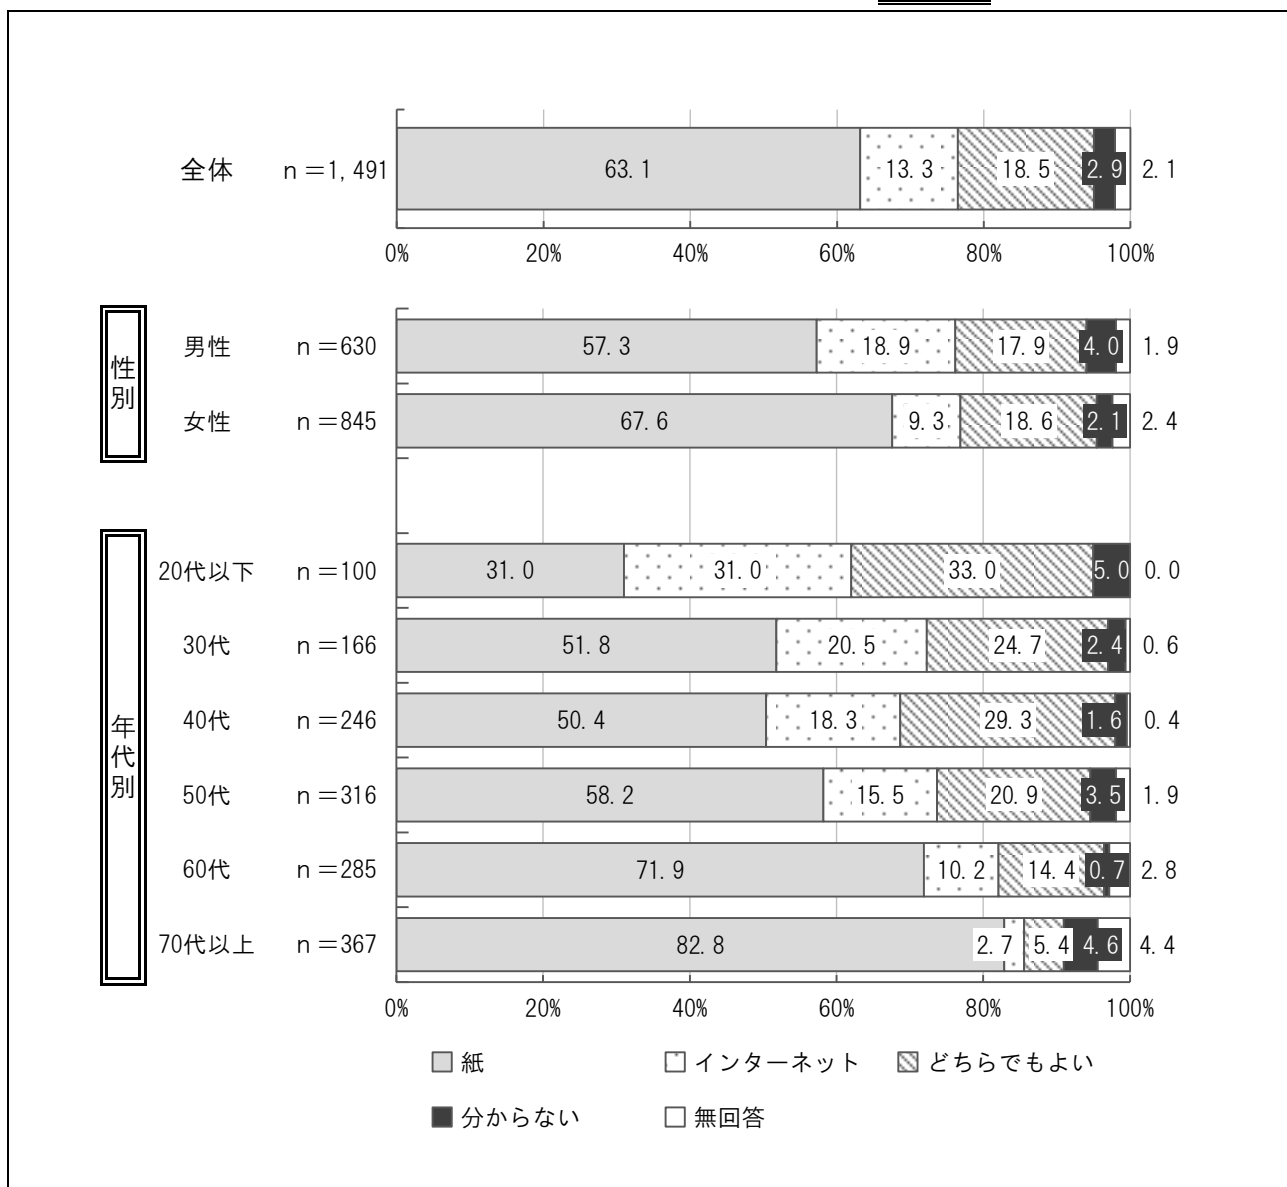 全体 n=1,491 63.1 13.3 18.5 2.9 2.1
0% 20% 40% 60% 80% 100%
性別
男性 n=630 57.3 18.9 17.9 4.0 1.9
女性 n=845 67.6 9.3 18.6 2.1 2.4
年代別
20代以下 n=100 31.0 31.0 33.0 5.0 0.0
30代 n=166 51.8 20.5 24.7 2.4 0.6
40代 n=246 50.4 18.3 29.3 1.6 0.4
50代 n=316 58.2 15.5 20.9 3.5 1.9
60代 n=285 71.9 10.2 14.4 0.7 2.8
70代以上 n=367 82.8 2.7 5.4 4.6 4.4
0% 20% 40% 60% 80% 100%
紙 インターネット どちらでもよい
分からない 無回答